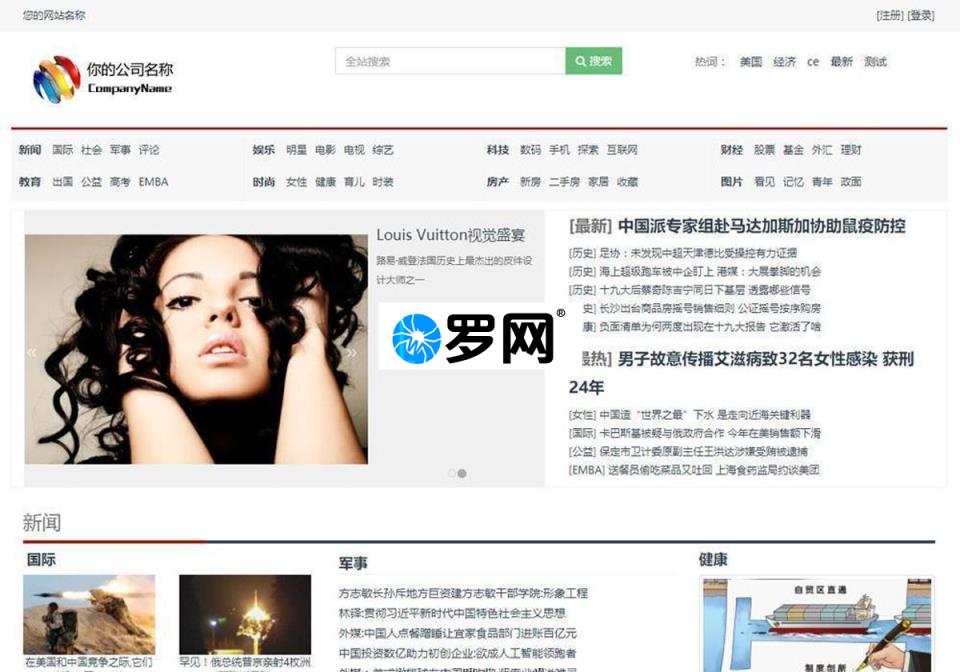 您的网站名称
[注册] [登录]
你的公司名称
CompanyName
全站搜索
搜索
热词： 美国 经济 ce 最新 测试
新闻 国际 社会 军事 评论
娱乐 明星 电影 电视 综艺
科技 数码 手机 探索 互联网
财经 股票 基金 外汇 理财
教育 出国 公益 高考 EMBA
时尚 女性 健康 育儿 时装
房产 新房 二手房 家居 收藏
图片 看见 记忆 青年 政面
Louis Vuitton视觉盛宴
路易·威登法国历史上最杰出的皮件设
计大师之一
罗网®
[最新] 中国派专家组赴马达加斯加协助鼠疫防控
[历史] 足协：未发现中超天津德比受操控有力证据
[历史] 海上超级跑车被中企盯上 港媒：大展拳脚的机会
[历史] 十九大后蔡奇陈吉宁同日下基层 透露哪些信号
史] 长沙出台商品房摇号销售细则 公证摇号按序购房
康] 负面清单为何两度出现在十九大报告 它激活了啥
最热] 男子故意传播艾滋病致32名女性感染 获刑
24年
[女性] 中国造“世界之最”下水 是走向近海关键利器
[国际] 卡巴斯基被疑与俄政府合作 今年在美销售额下滑
[公益] 保定市卫计委原副主任王洪达涉嫌受贿被逮捕
[EMBA] 送餐员偷吃菜品又吐回 上海食药监局约谈美团
新闻
国际
在美国和中国竞争之际,它们
罕见！俄总统普京亲射4枚洲
军事
方志敏长孙斥地方巨资建方志敏干部学院:形象工程
林铎:贯彻习近平新时代中国特色社会主义思想
外媒:中国人点餐蹭睡让宜家食品部门进账百亿元
中国投资数亿助力初创企业:欲成人工智能领跑者
健康
自贸区直通
制度创新